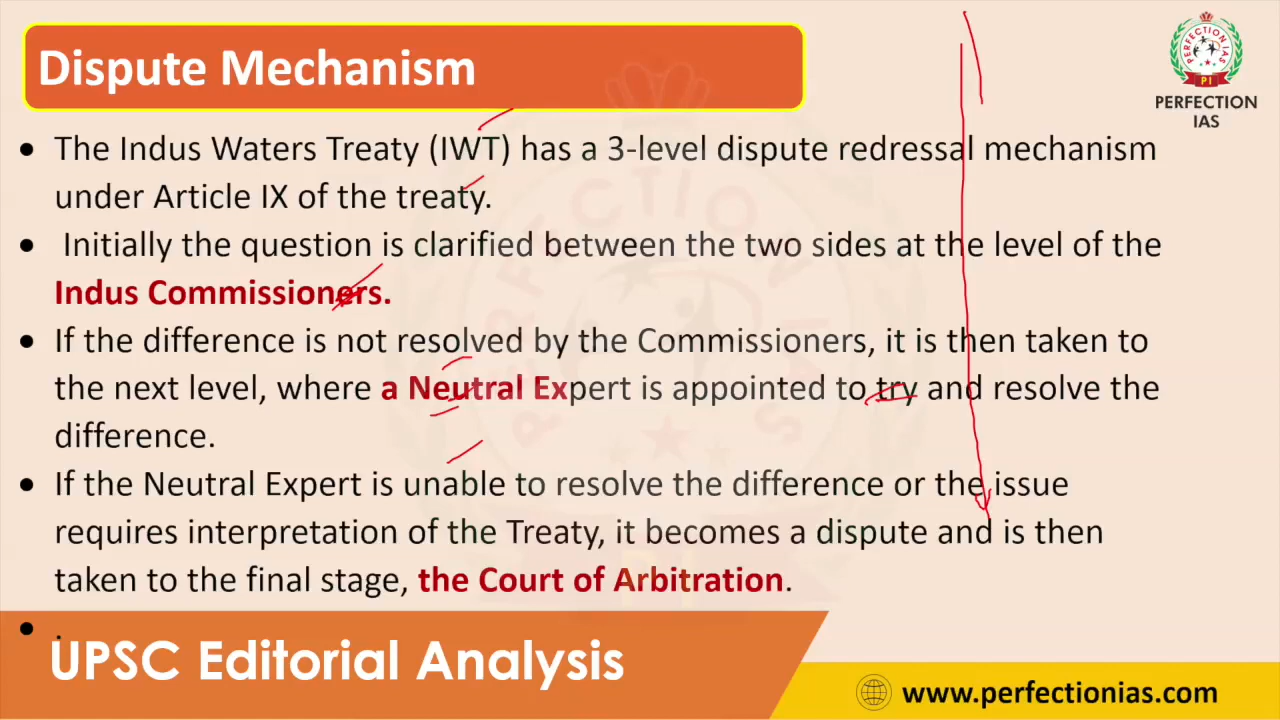 Dispute Mechanism
PERFECTION IAS
PI
PERFECTION
IAS
• The Indus Waters Treaty (IWT) has a 3-level dispute redressal mechanism
under Article IX of the treaty.
• Initially the question is clarified between the two sides at the level of the
Indus Commissioners.
• If the difference is not resolved by the Commissioners, it is then taken to
the next level, where a Neutral Expert is appointed to try and resolve the
difference.
• If the Neutral Expert is unable to resolve the difference or the issue
requires interpretation of the Treaty, it becomes a dispute and is then
taken to the final stage, the Court of Arbitration.
• .
UPSC Editorial Analysis
www.perfectionias.com